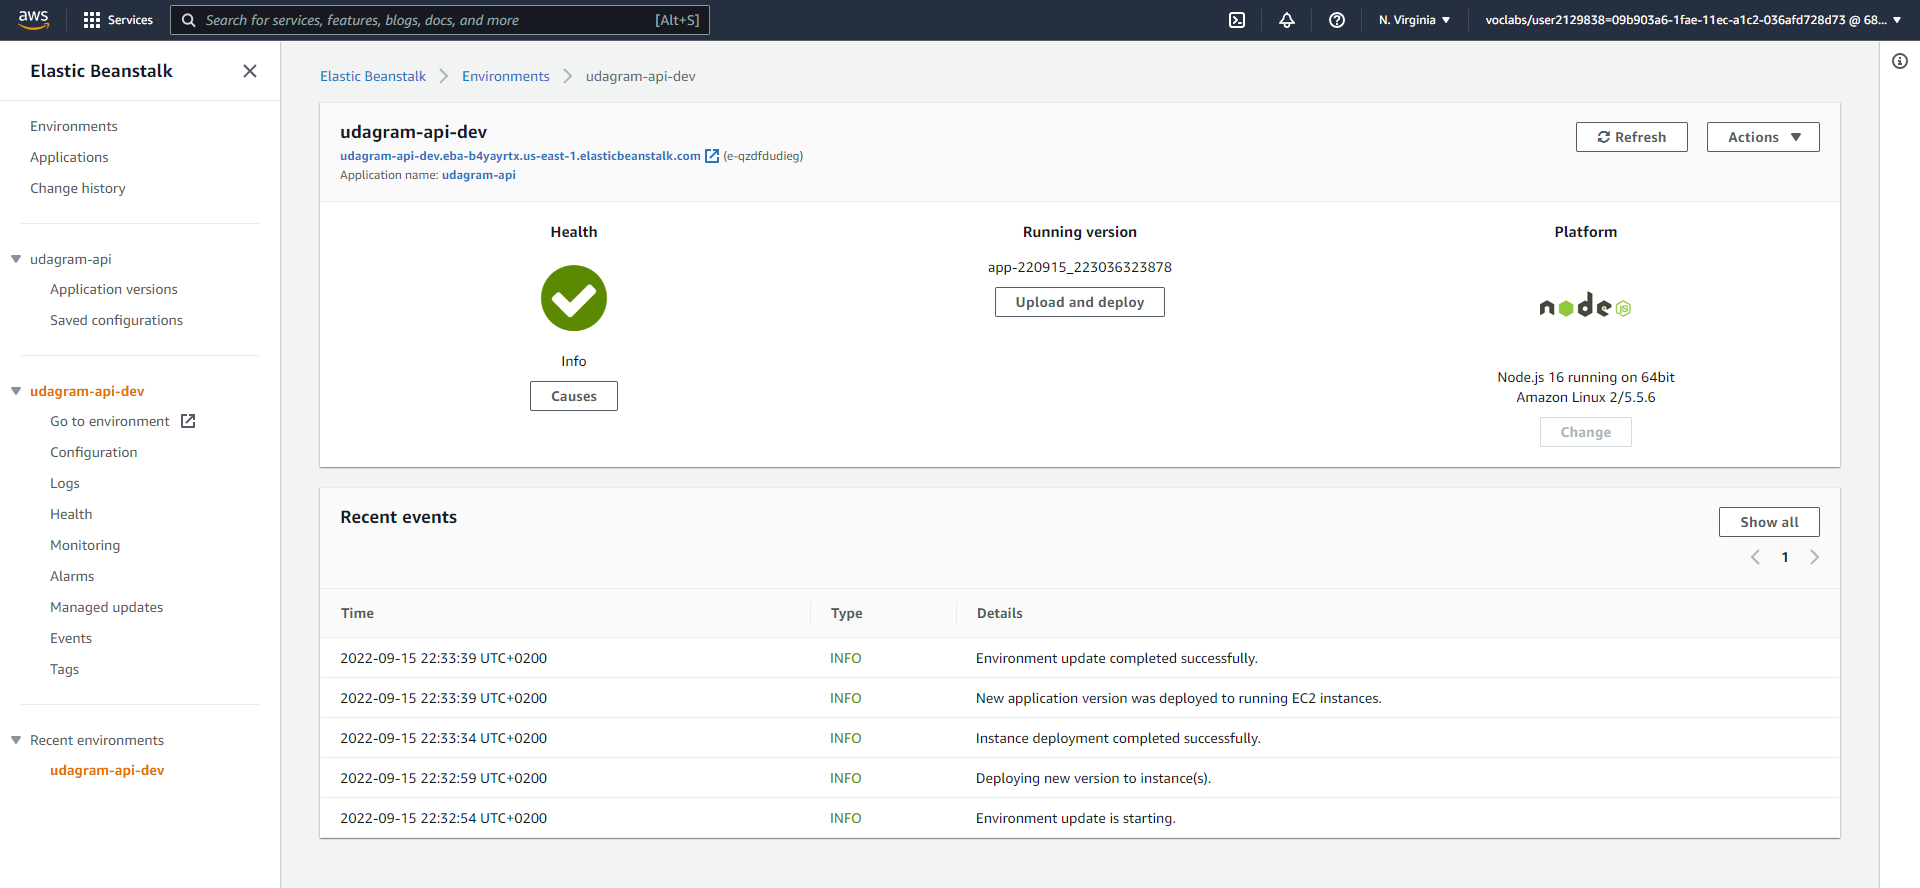 aws
Services
Search for services, features, blogs, docs, and more
[Alt+S]
N. Virginia
voclabs/user2129838=09b903a6-1fae-11ec-a1c2-036afd728d73 @ 68...
Elastic Beanstalk
Environments
Applications
Change history
udagram-api
Application versions
Saved configurations
udagram-api-dev
Go to environment
Configuration
Logs
Health
Monitoring
Alarms
Managed updates
Events
Tags
Recent environments
udagram-api-dev
Elastic Beanstalk
Environments
udagram-api-dev
udagram-api-dev
udagram-api-dev.eba-b4yayrtx.us-east-1.elasticbeanstalk.com (e-qzdfdudieg)
Application name: udagram-api
Refresh
Actions
Health
Info
Causes
Running version
app-220915_223036323878
Upload and deploy
Platform
node JS
Node.js 16 running on 64bit
Amazon Linux 2/5.5.6
Change
Recent events
Show all
1
Time Type Details
2022-09-15 22:33:39 UTC+0200 INFO Environment update completed successfully.
2022-09-15 22:33:39 UTC+0200 INFO New application version was deployed to running EC2 instances.
2022-09-15 22:33:34 UTC+0200 INFO Instance deployment completed successfully.
2022-09-15 22:32:59 UTC+0200 INFO Deploying new version to instance(s).
2022-09-15 22:32:54 UTC+0200 INFO Environment update is starting.